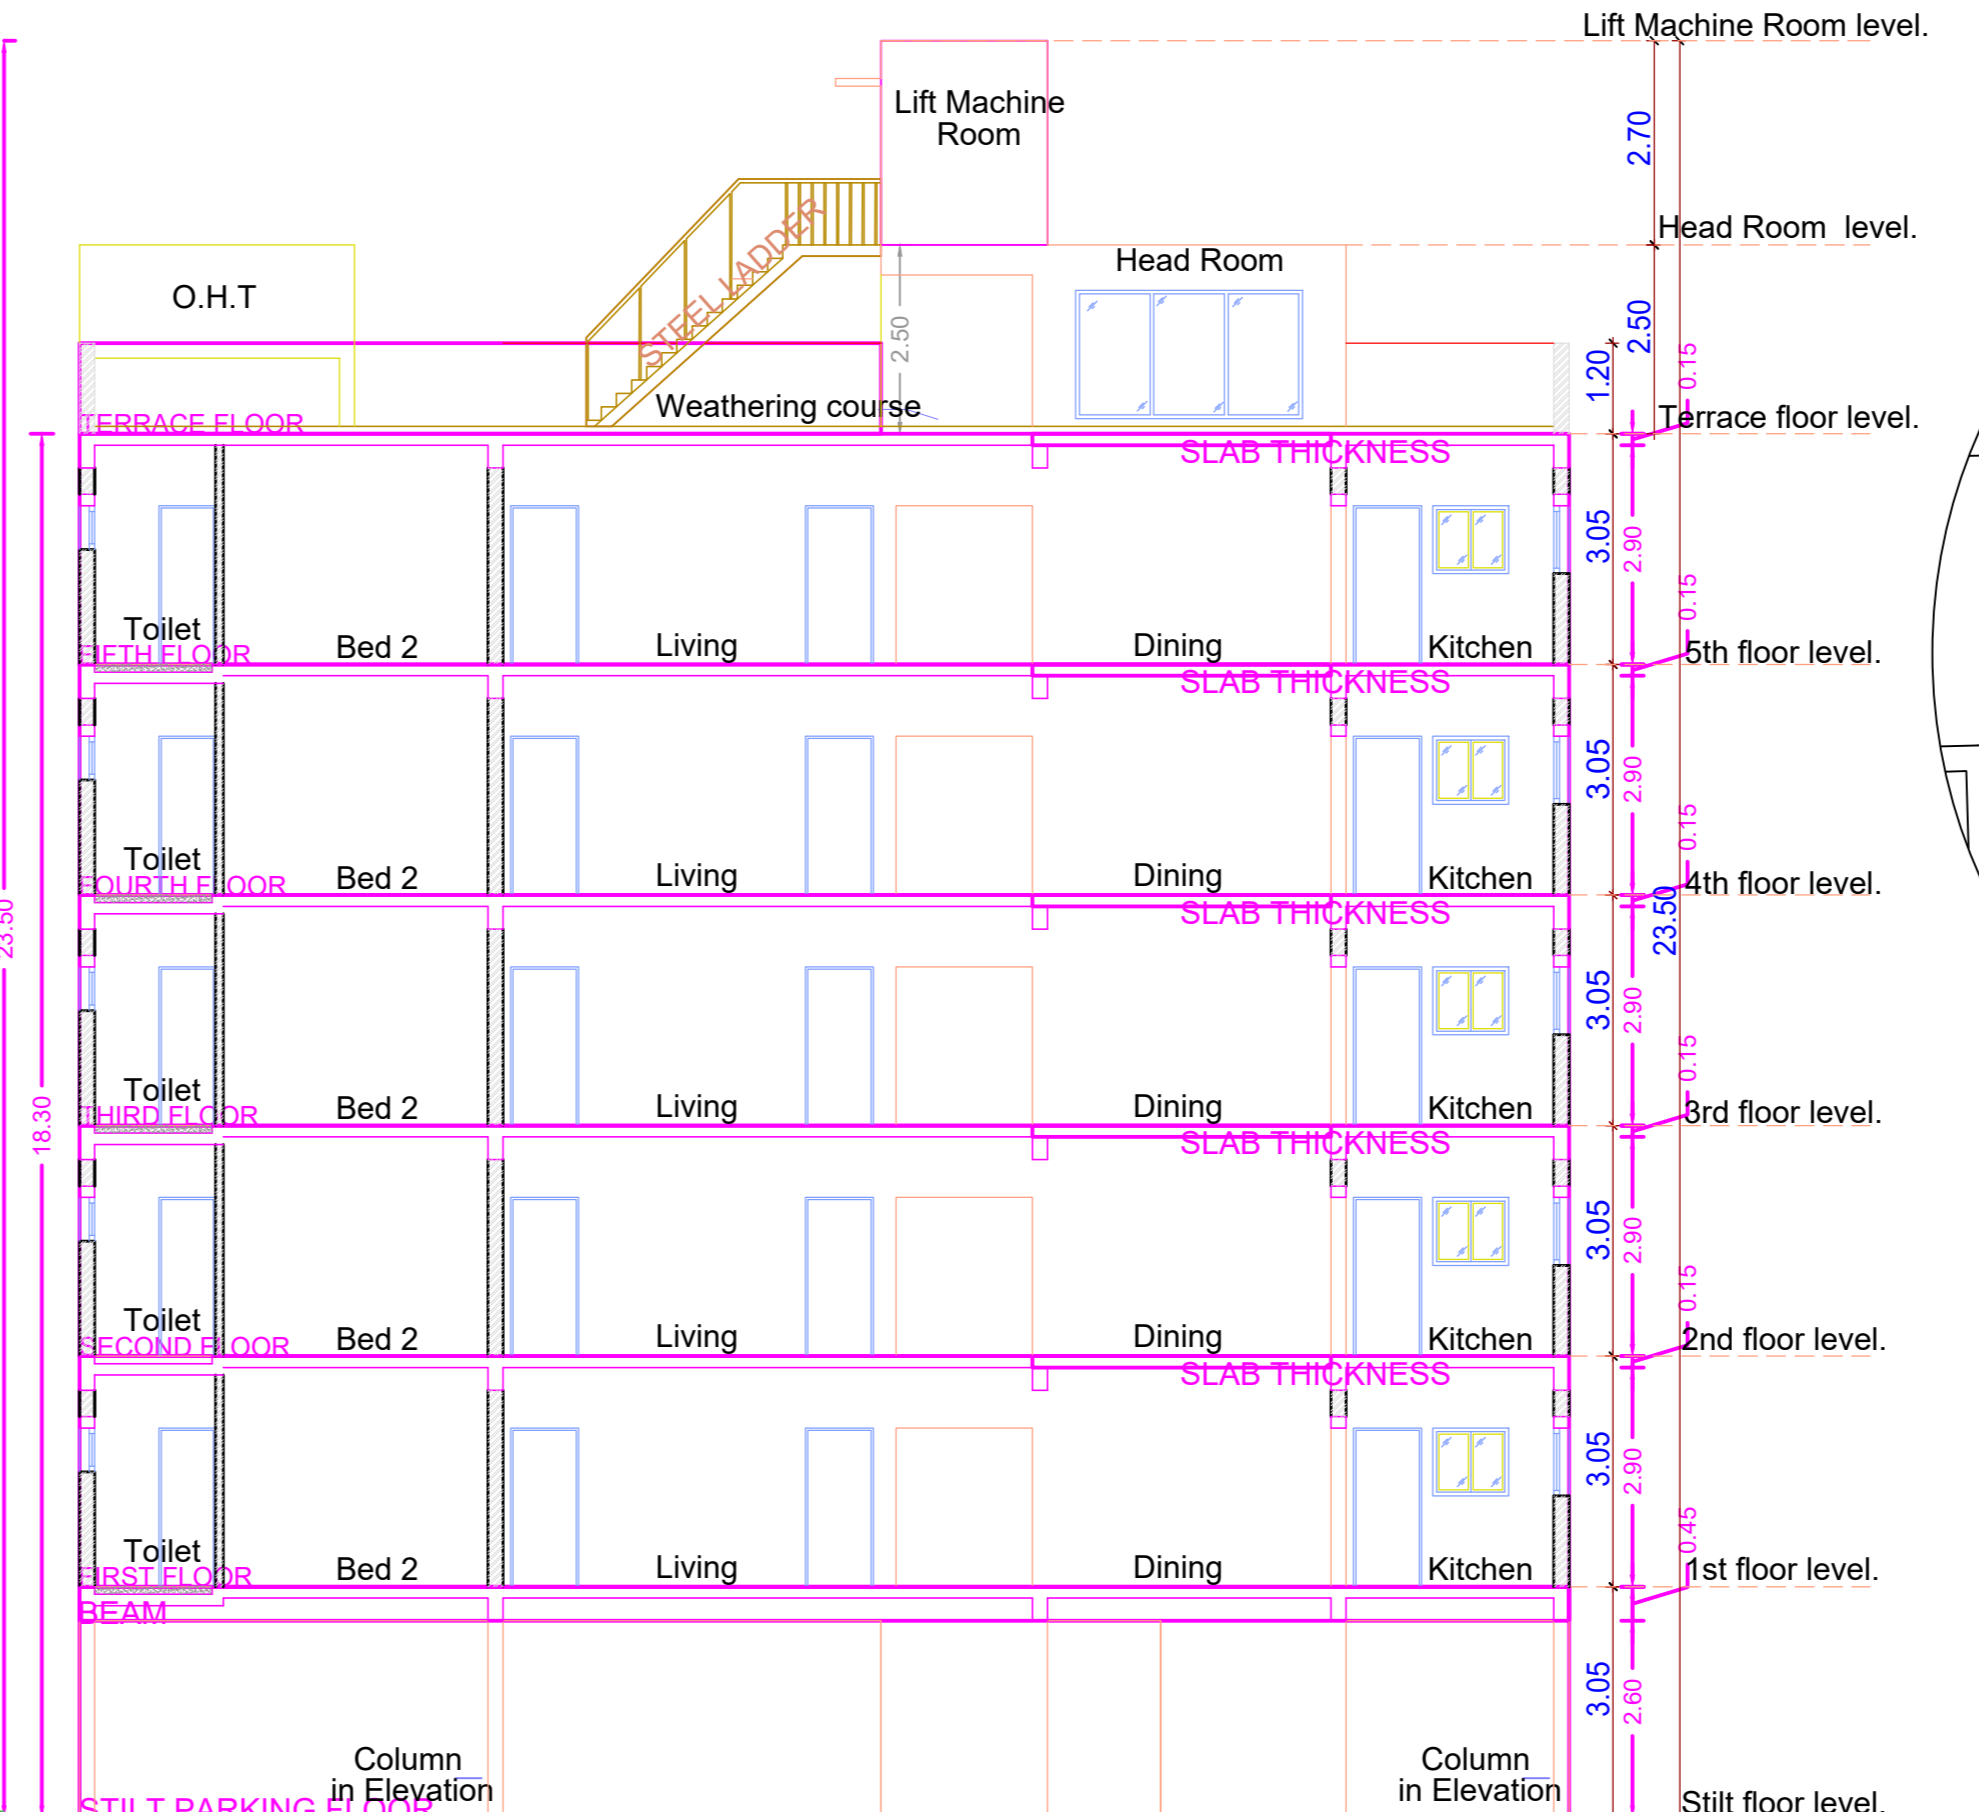 Lift Machine Room level.
Lift Machine
Room
2.70
Head Room  level.
Head Room
O.H.T
STEEL LADDER
2.50
2.50
1.20
0.15
Weathering course
Terrace floor level.
TERRACE FLOOR
SLAB THICKNESS
3.05
2.90
0.15
Toilet
Bed 2
Living
Dining
Kitchen
5th floor level.
FIFTH FLOOR
SLAB THICKNESS
3.05
2.90
0.15
Toilet
Bed 2
Living
Dining
Kitchen
4th floor level.
FOURTH FLOOR
SLAB THICKNESS
23.50
23.50
3.05
2.90
0.15
Toilet
Bed 2
Living
Dining
Kitchen
3rd floor level.
THIRD FLOOR
18.30
SLAB THICKNESS
3.05
2.90
0.15
Toilet
Bed 2
Living
Dining
Kitchen
2nd floor level.
SECOND FLOOR
SLAB THICKNESS
3.05
2.90
0.45
Toilet
Bed 2
Living
Dining
Kitchen
1st floor level.
FIRST FLOOR
BEAM
3.05
2.60
Column
in Elevation
Column
in Elevation
STILT PARKING FLOOR
Stilt floor level.